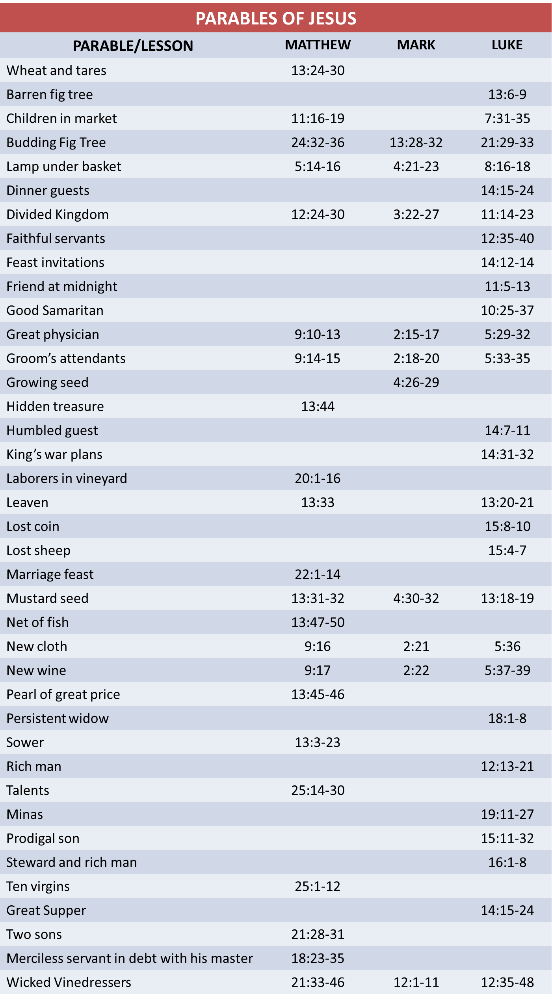 PARABLES OF JESUS
PARABLE/LESSON MATTHEW MARK LUKE
Wheat and tares 13:24-30
Barren fig tree 13:6-9
Children in market 11:16-19 7:31-35
Budding Fig Tree 24:32-36 13:28-32 21:29-33
Lamp under basket 5:14-16 4:21-23 8:16-18
Dinner guests 14:15-24
Divided Kingdom 12:24-30 3:22-27 11:14-23
Faithful servants 12:35-40
Feast invitations 14:12-14
Friend at midnight 11:5-13
Good Samaritan 10:25-37
Great physician 9:10-13 2:15-17 5:29-32
Groom’s attendants 9:14-15 2:18-20 5:33-35
Growing seed 4:26-29
Hidden treasure 13:44
Humbled guest 14:7-11
King’s war plans 14:31-32
Laborers in vineyard 20:1-16
Leaven 13:33 13:20-21
Lost coin 15:8-10
Lost sheep 15:4-7
Marriage feast 22:1-14
Mustard seed 13:31-32 4:30-32 13:18-19
Net of fish 13:47-50
New cloth 9:16 2:21 5:36
New wine 9:17 2:22 5:37-39
Pearl of great price 13:45-46
Persistent widow 18:1-8
Sower 13:3-23
Rich man 12:13-21
Talents 25:14-30
Minas 19:11-27
Prodigal son 15:11-32
Steward and rich man 16:1-8
Ten virgins 25:1-12
Great Supper 14:15-24
Two sons 21:28-31
Merciless servant in debt with his master 18:23-35
Wicked Vinedressers 21:33-46 12:1-11 12:35-48